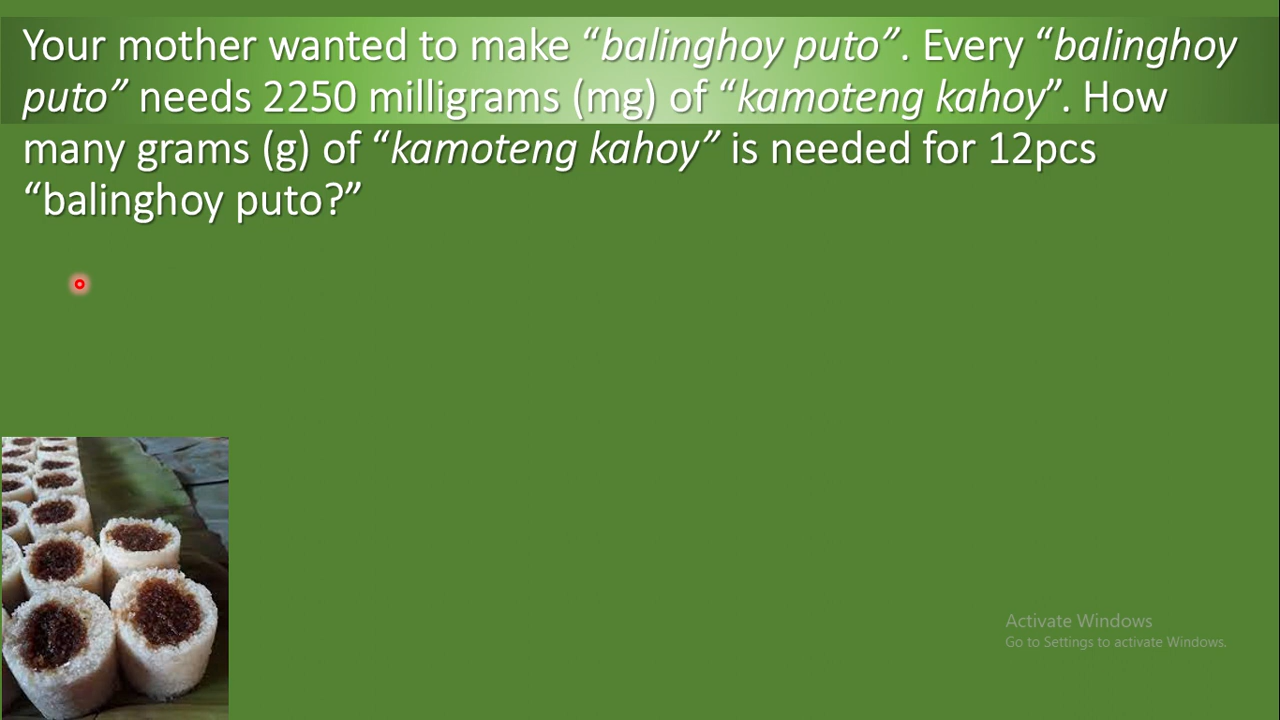 Your mother wanted to make “balinghoy puto”. Every “balinghoy
puto” needs 2250 milligrams (mg) of “kamoteng kahoy”. How
many grams (g) of “kamoteng kahoy” is needed for 12pcs
“balinghoy puto?”
Activate Windows
Go to Settings to activate Windows.